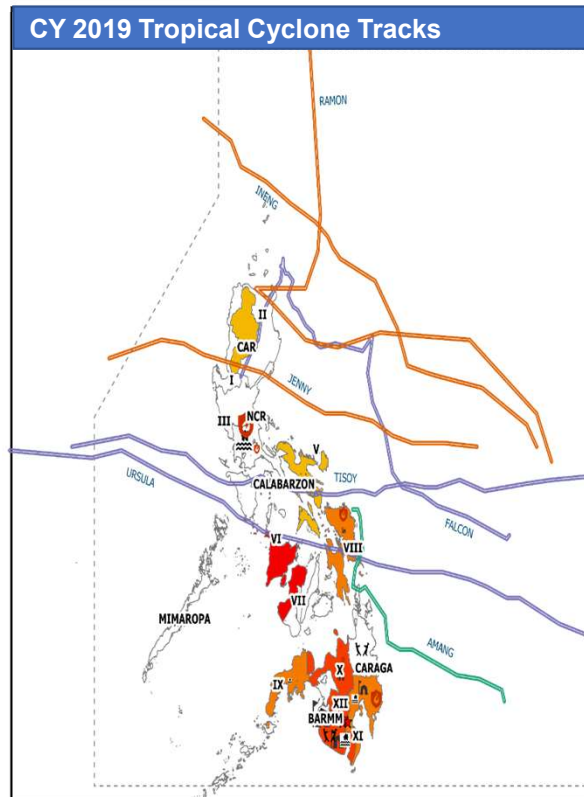 CY 2019 Tropical Cyclone Tracks
RAMON
INENG
II
CAR
I
JENNY
III
NCR
V
TISOY
CALABARZON
URSULA
FALCON
VI
VIII
VII
MIMAROPA
AMANG
X
CARAGA
IX
XII
BARMM
XI